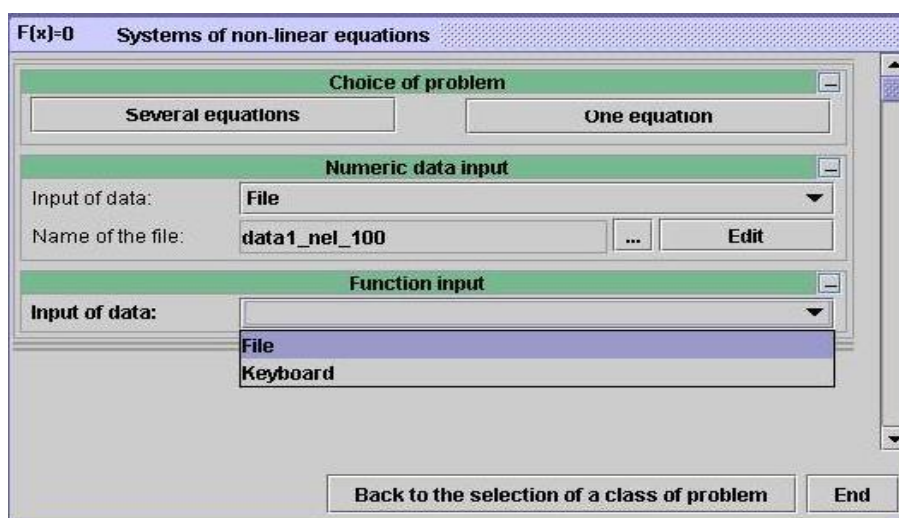 F(x)=0 Systems of non-linear equations
Choice of problem
Several equations One equation
Numeric data input
Input of data: File
Name of the file: data1_nel_100 ... Edit
Function input
Input of data:
File
Keyboard
Back to the selection of a class of problem End